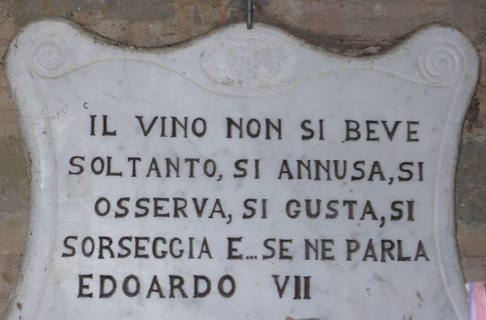 IL VINO NON SI BEVE
SOLTANTO, SI ANNUSA, SI
OSSERVA, SI GUSTA, SI
SORSEGGIA E... SE NE PARLA
EDOARDO VII